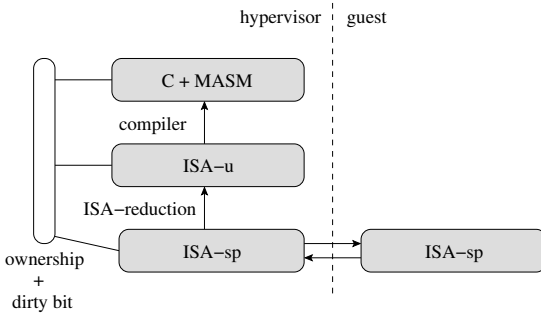 hypervisor guest
C + MASM
compiler
ISA−u
ISA−reduction
ISA−sp ISA−sp
ownership
+
dirty bit